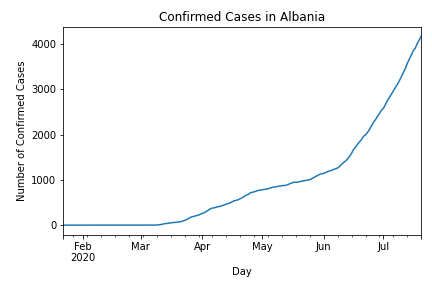 Confirmed Cases in Albania
Number of Confirmed Cases
4000
3000
2000
1000
0
Feb Mar Apr May Jun Jul
2020
Day